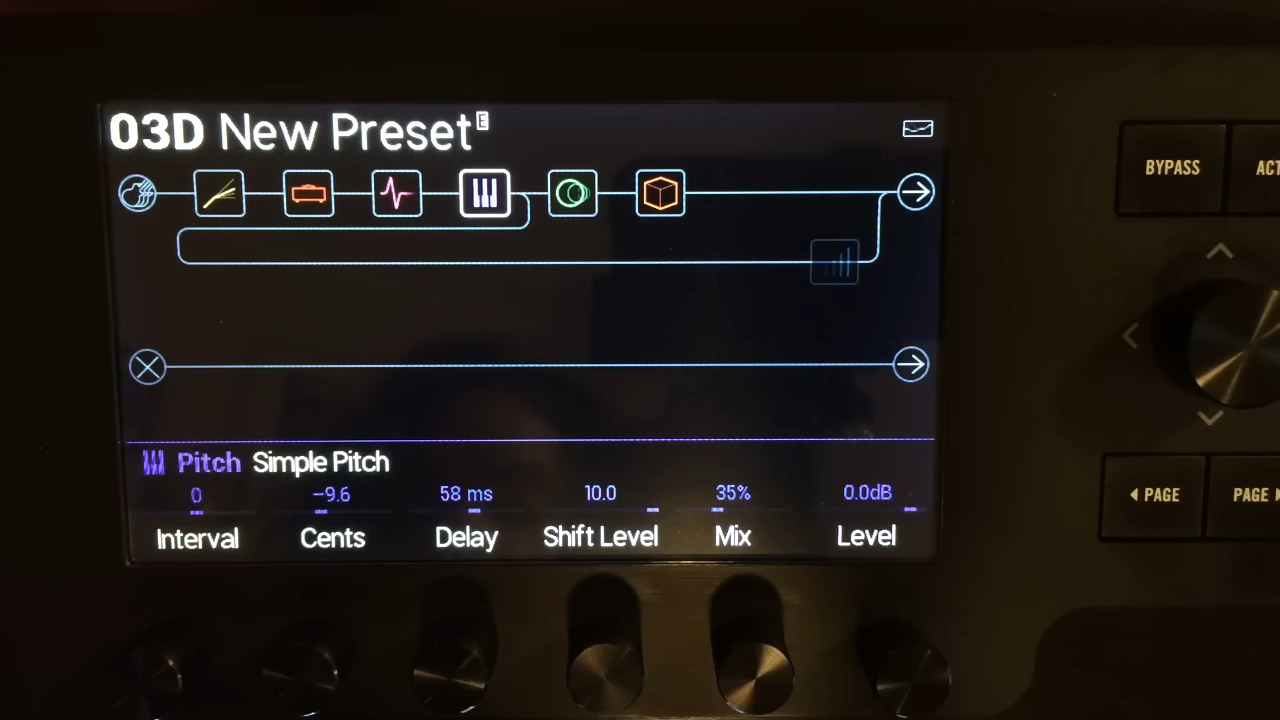 03D New Preset E
BYPASS
ACT
Pitch Simple Pitch
0 -9.6 58 ms 10.0 35% 0.0dB
Interval Cents Delay Shift Level Mix Level
PAGE
PAGE